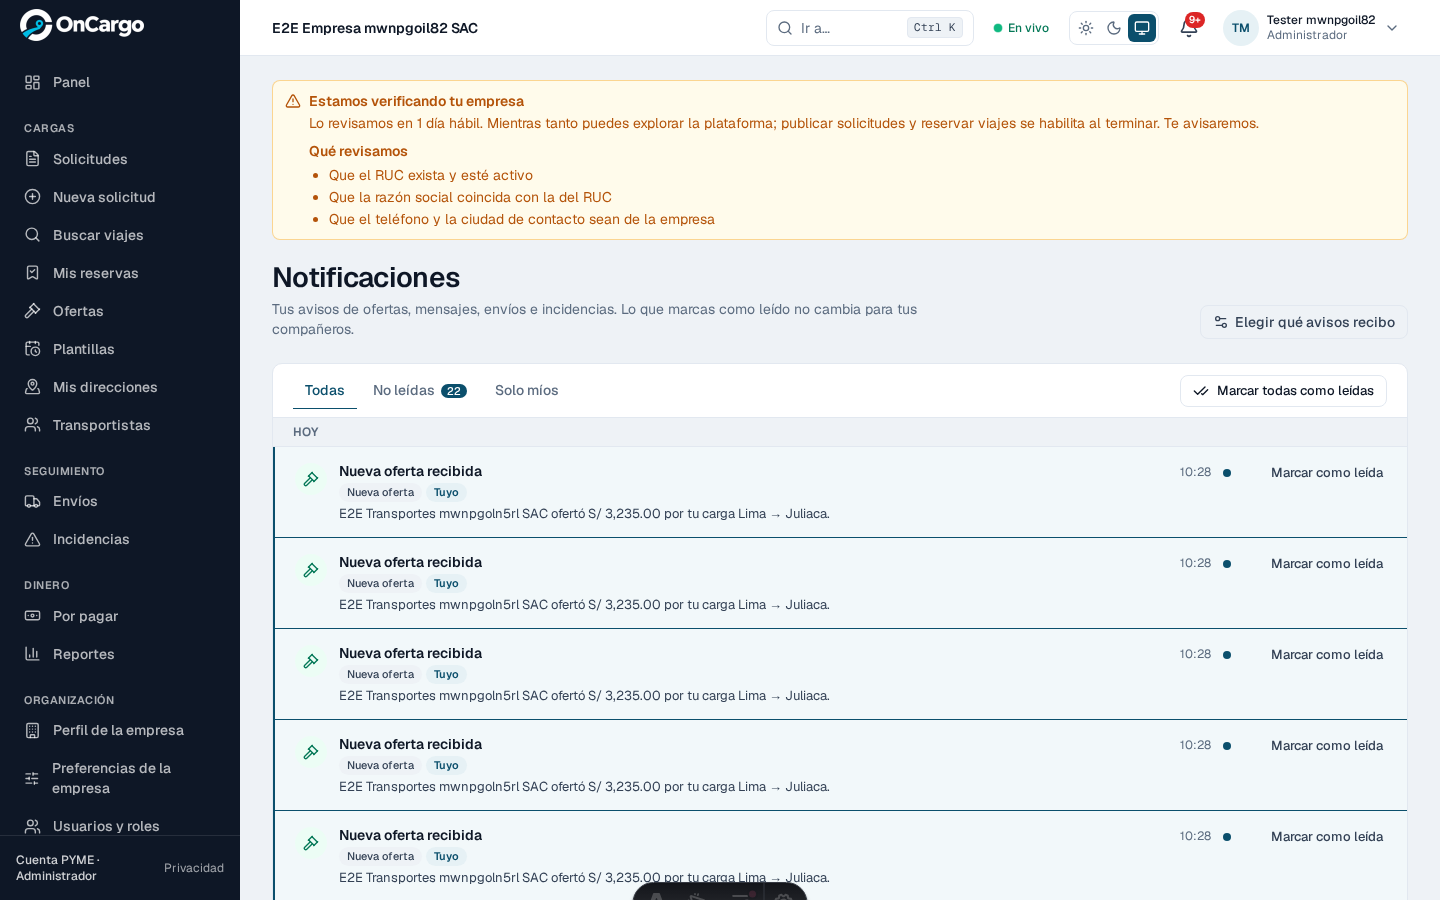 OnCargo
E2E Empresa mwnpgoil82 SAC
Ir a...
Ctrl K
En vivo
9+
TM
Tester mwnpgoil82
Administrador
Panel
CARGAS
Solicitudes
Nueva solicitud
Buscar viajes
Mis reservas
Ofertas
Plantillas
Mis direcciones
Transportistas
SEGUIMIENTO
Envíos
Incidencias
DINERO
Por pagar
Reportes
ORGANIZACIÓN
Perfil de la empresa
Preferencias de la
empresa
Usuarios y roles
Cuenta PYME ·
Administrador
Privacidad
Estamos verificando tu empresa
Lo revisamos en 1 día hábil. Mientras tanto puedes explorar la plataforma; publicar solicitudes y reservar viajes se habilita al terminar. Te avisaremos.
Qué revisamos
• Que el RUC exista y esté activo
• Que la razón social coincida con la del RUC
• Que el teléfono y la ciudad de contacto sean de la empresa
Notificaciones
Tus avisos de ofertas, mensajes, envíos e incidencias. Lo que marcas como leído no cambia para tus
compañeros.
Elegir qué avisos recibo
Todas
No leídas 22
Solo míos
Marcar todas como leídas
HOY
Nueva oferta recibida
10:28
Marcar como leída
Nueva oferta Tuyo
E2E Transportes mwnpgoln5rl SAC ofertó S/ 3,235.00 por tu carga Lima → Juliaca.
Nueva oferta recibida
10:28
Marcar como leída
Nueva oferta Tuyo
E2E Transportes mwnpgoln5rl SAC ofertó S/ 3,235.00 por tu carga Lima → Juliaca.
Nueva oferta recibida
10:28
Marcar como leída
Nueva oferta Tuyo
E2E Transportes mwnpgoln5rl SAC ofertó S/ 3,235.00 por tu carga Lima → Juliaca.
Nueva oferta recibida
10:28
Marcar como leída
Nueva oferta Tuyo
E2E Transportes mwnpgoln5rl SAC ofertó S/ 3,235.00 por tu carga Lima → Juliaca.
Nueva oferta recibida
10:28
Marcar como leída
Nueva oferta Tuyo
E2E Transportes mwnpgoln5rl SAC ofertó S/ 3,235.00 por tu carga Lima → Juliaca.